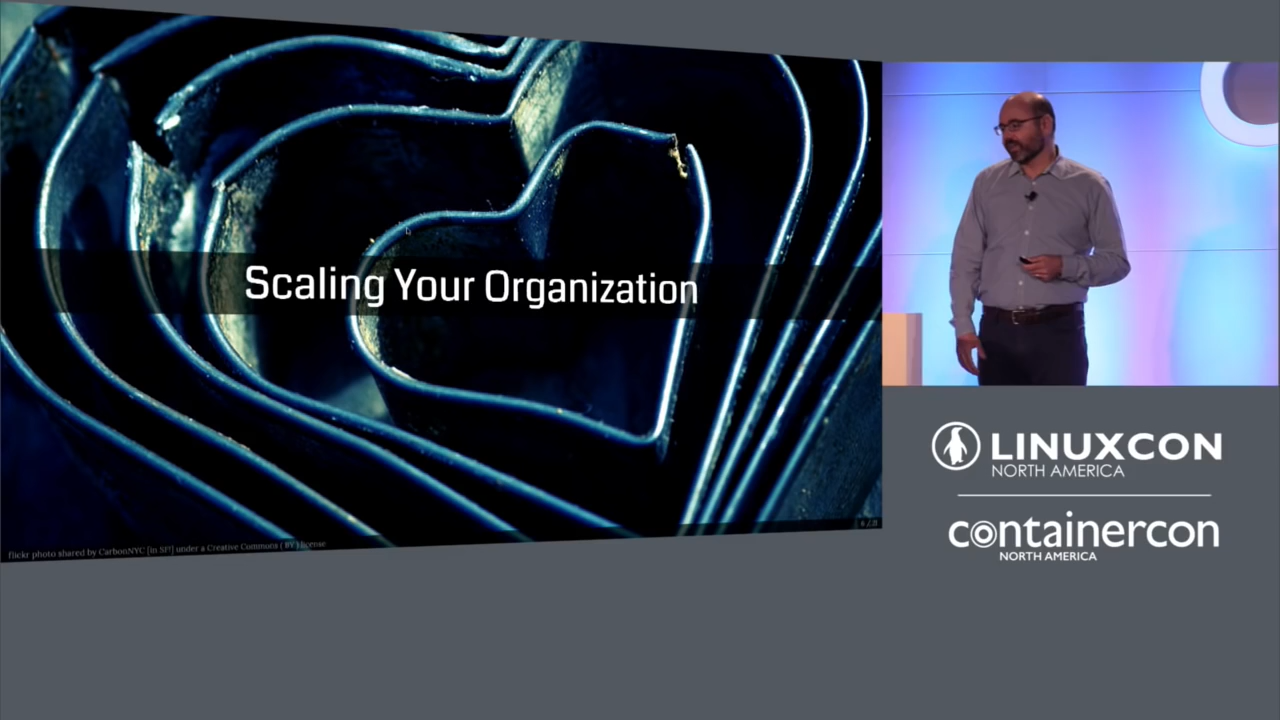 Scaling Your Organization
flickr photo shared by CarbonNYC [in SF!] under a Creative Commons ( BY ) license
LINUXCON
NORTH AMERICA
containercon
NORTH AMERICA